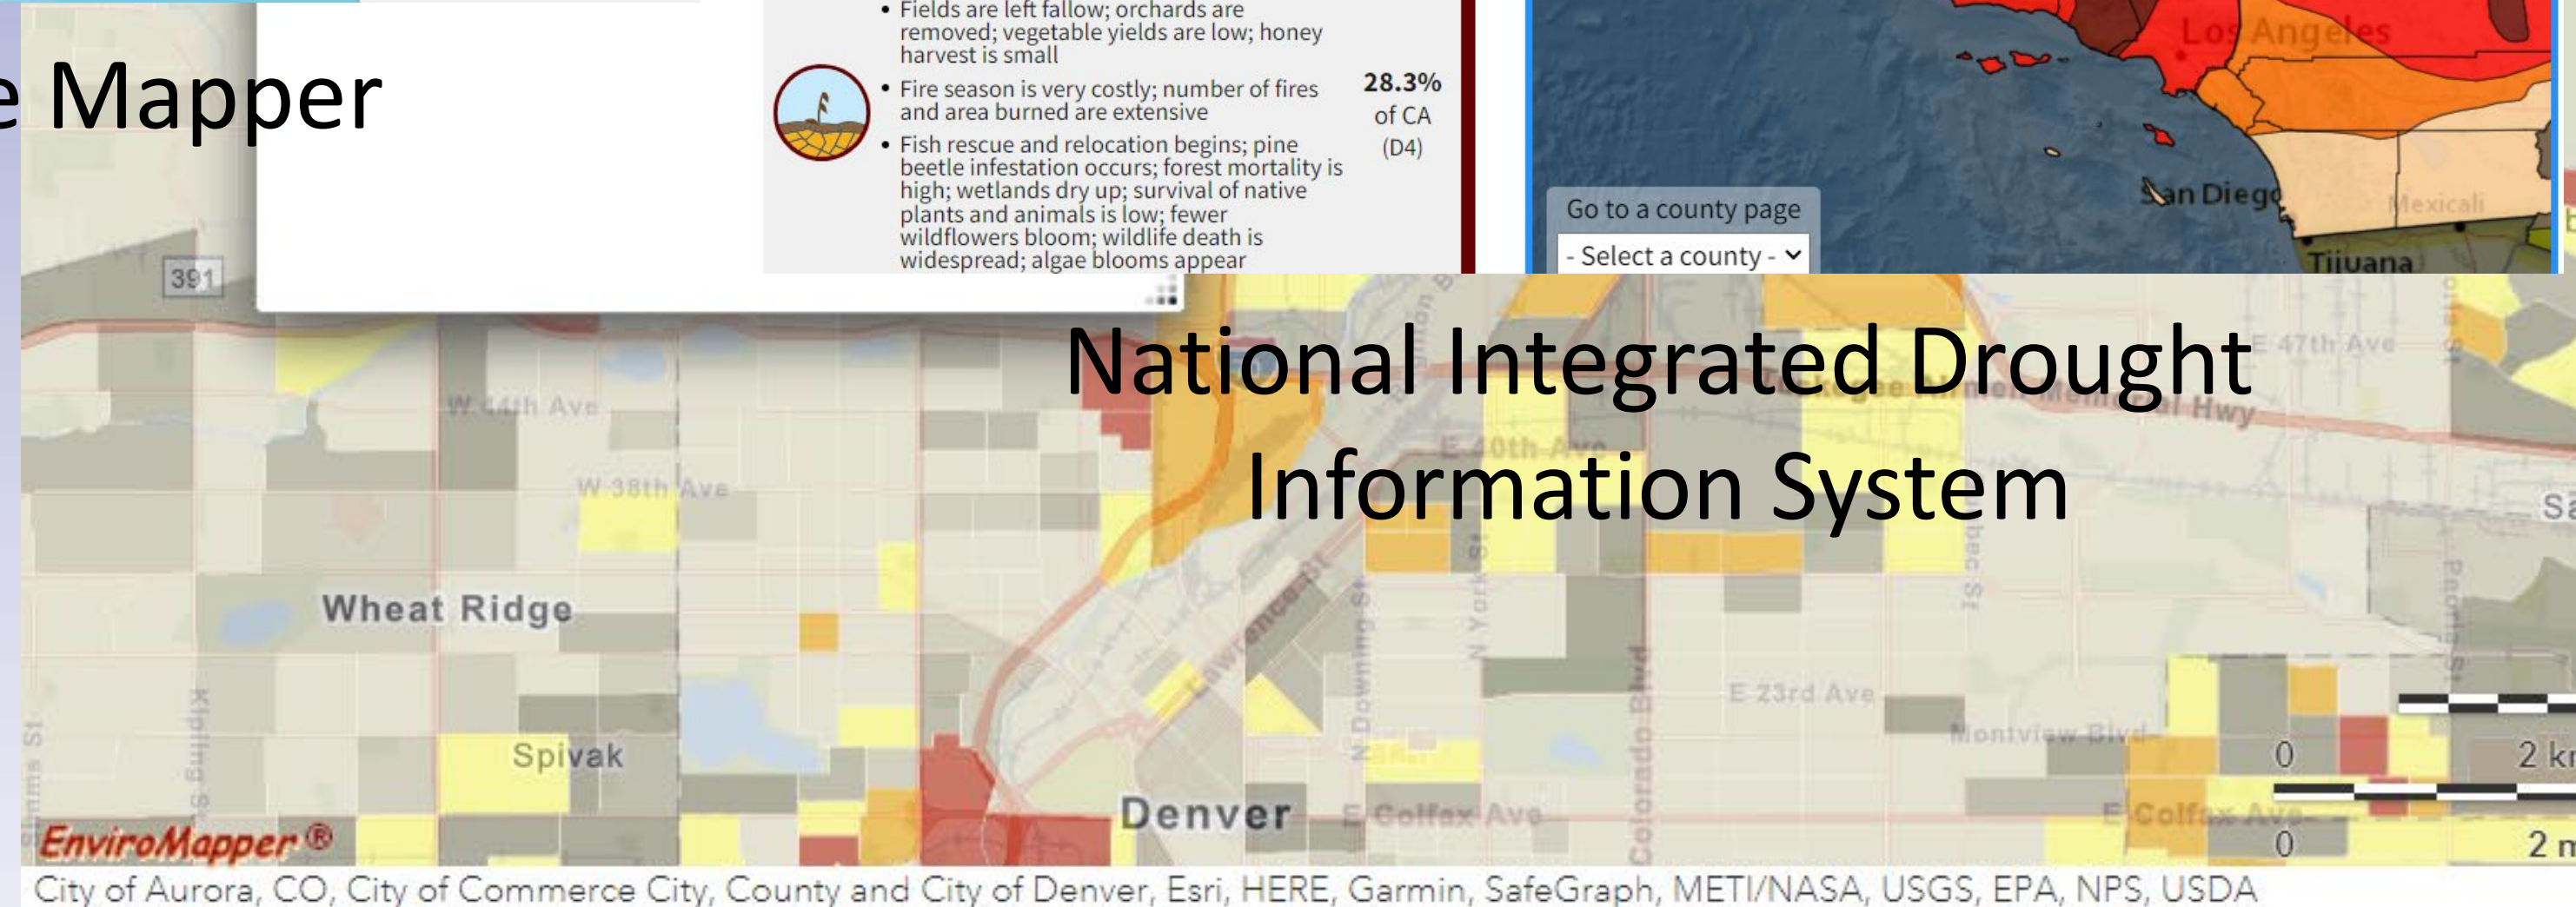 Mapper
• Fields are left fallow; orchards are
removed; vegetable yields are low; honey
harvest is small
• Fire season is very costly; number of fires
and area burned are extensive
• Fish rescue and relocation begins; pine
beetle infestation occurs; forest mortality is
high; wetlands dry up; survival of native
plants and animals is low; fewer
wildflowers bloom; wildlife death is
widespread; algae blooms appear
28.3%
of CA
(D4)
Los Angeles
San Diego
Mexicali
Tijuana
Go to a county page
- Select a county -
391
National Integrated Drought
Information System
E 47th Ave
Tuskegee Airmen Memorial Hwy
W 44th Ave
E 40th Ave
W 38th Ave
Wheat Ridge
Lawrence St
N Downing St
N York St
Colorado Blvd
Peoria St
Kipling St
E 23rd Ave
Montview Blvd
Spivak
Denver
E Colfax Ave
E Colfax Ave
0
2
0
2
EnviroMapper ®
City of Aurora, CO, City of Commerce City, County and City of Denver, Esri, HERE, Garmin, SafeGraph, METI/NASA, USGS, EPA, NPS, USDA